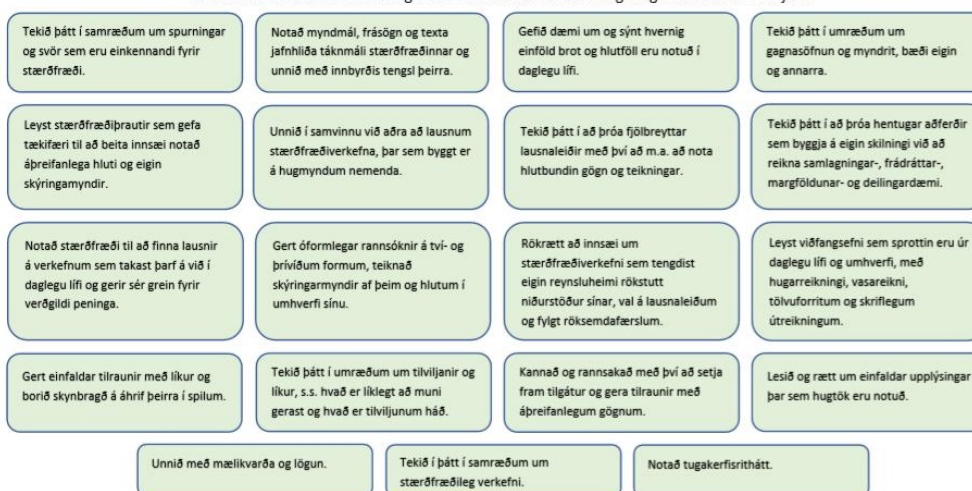 Tekið þátt í samræðum um spurningar
og svör sem eru einkennandi fyrir
stærðfræði.
Notað myndmál, frásögn og texta
jafnhliða táknmáli stærðfræðinnar og
unnið með innbyrðis tengsl þeirra.
Gefið dæmi um og sýnt hvernig
einföld brot og hlutföll eru notuð í
daglegu lífi.
Tekið þátt í umræðum um
gagnasöfnun og myndrit, bæði eigin
og annarra.
Leyst stærðfræðiþrautir sem gefa
tækifæri til að beita innsæi notað
áþreifanlega hluti og eigin
skýringamyndir.
Unnið í samvinnu við aðra að lausnum
stærðfræðiverkefna, þar sem byggt er
á hugmyndum nemenda.
Tekið þátt í að þróa fjölbreyttar
lausnaleiðir með því að m.a. að nota
hlutbundin gögn og teikningar.
Tekið þátt í að þróa hentugar aðferðir
sem byggja á eigin skilningi við að
reikna samlagningar-, frádráttar-,
margföldunar- og deilingardæmi.
Notað stærðfræði til að finna lausnir
á verkefnum sem takast þarf á við í
daglegu lífi og gerir sér grein fyrir
verðgildi peninga.
Gert óformlegar rannsóknir á tví- og
þrívíðum formum, teiknað
skýringarmyndir af þeim og hlutum í
umhverfi sínu.
Rökrætt að innsæi um
stærðfræðiverkefni sem tengdist
eigin reynsluheimi rökstutt
niðurstöður sínar, val á lausnaleiðum
og fylgt röksemdafærslum.
Leyst viðfangsefni sem sprottin eru úr
daglegu lífi og umhverfi, með
hugarreikningi, vasareikni,
tölvuforritum og skriflegum
útreikningum.
Gert einfaldar tilraunir með líkur og
borið skynbragð á áhrif þeirra í spilum.
Tekið þátt í umræðum um tilviljanir og
líkur, s.s. hvað er líklegt að muni
gerast og hvað er tilviljunum háð.
Kannað og rannsakað með því að setja
fram tilgátur og gera tilraunir með
áþreifanlegum gögnum.
Lesið og rætt um einfaldar upplýsingar
þar sem hugtök eru notuð.
Unnið með mælikvarða og lögun.
Tekið í þátt í samræðum um
stærðfræðileg verkefni.
Notað tugakerfisrithátt.